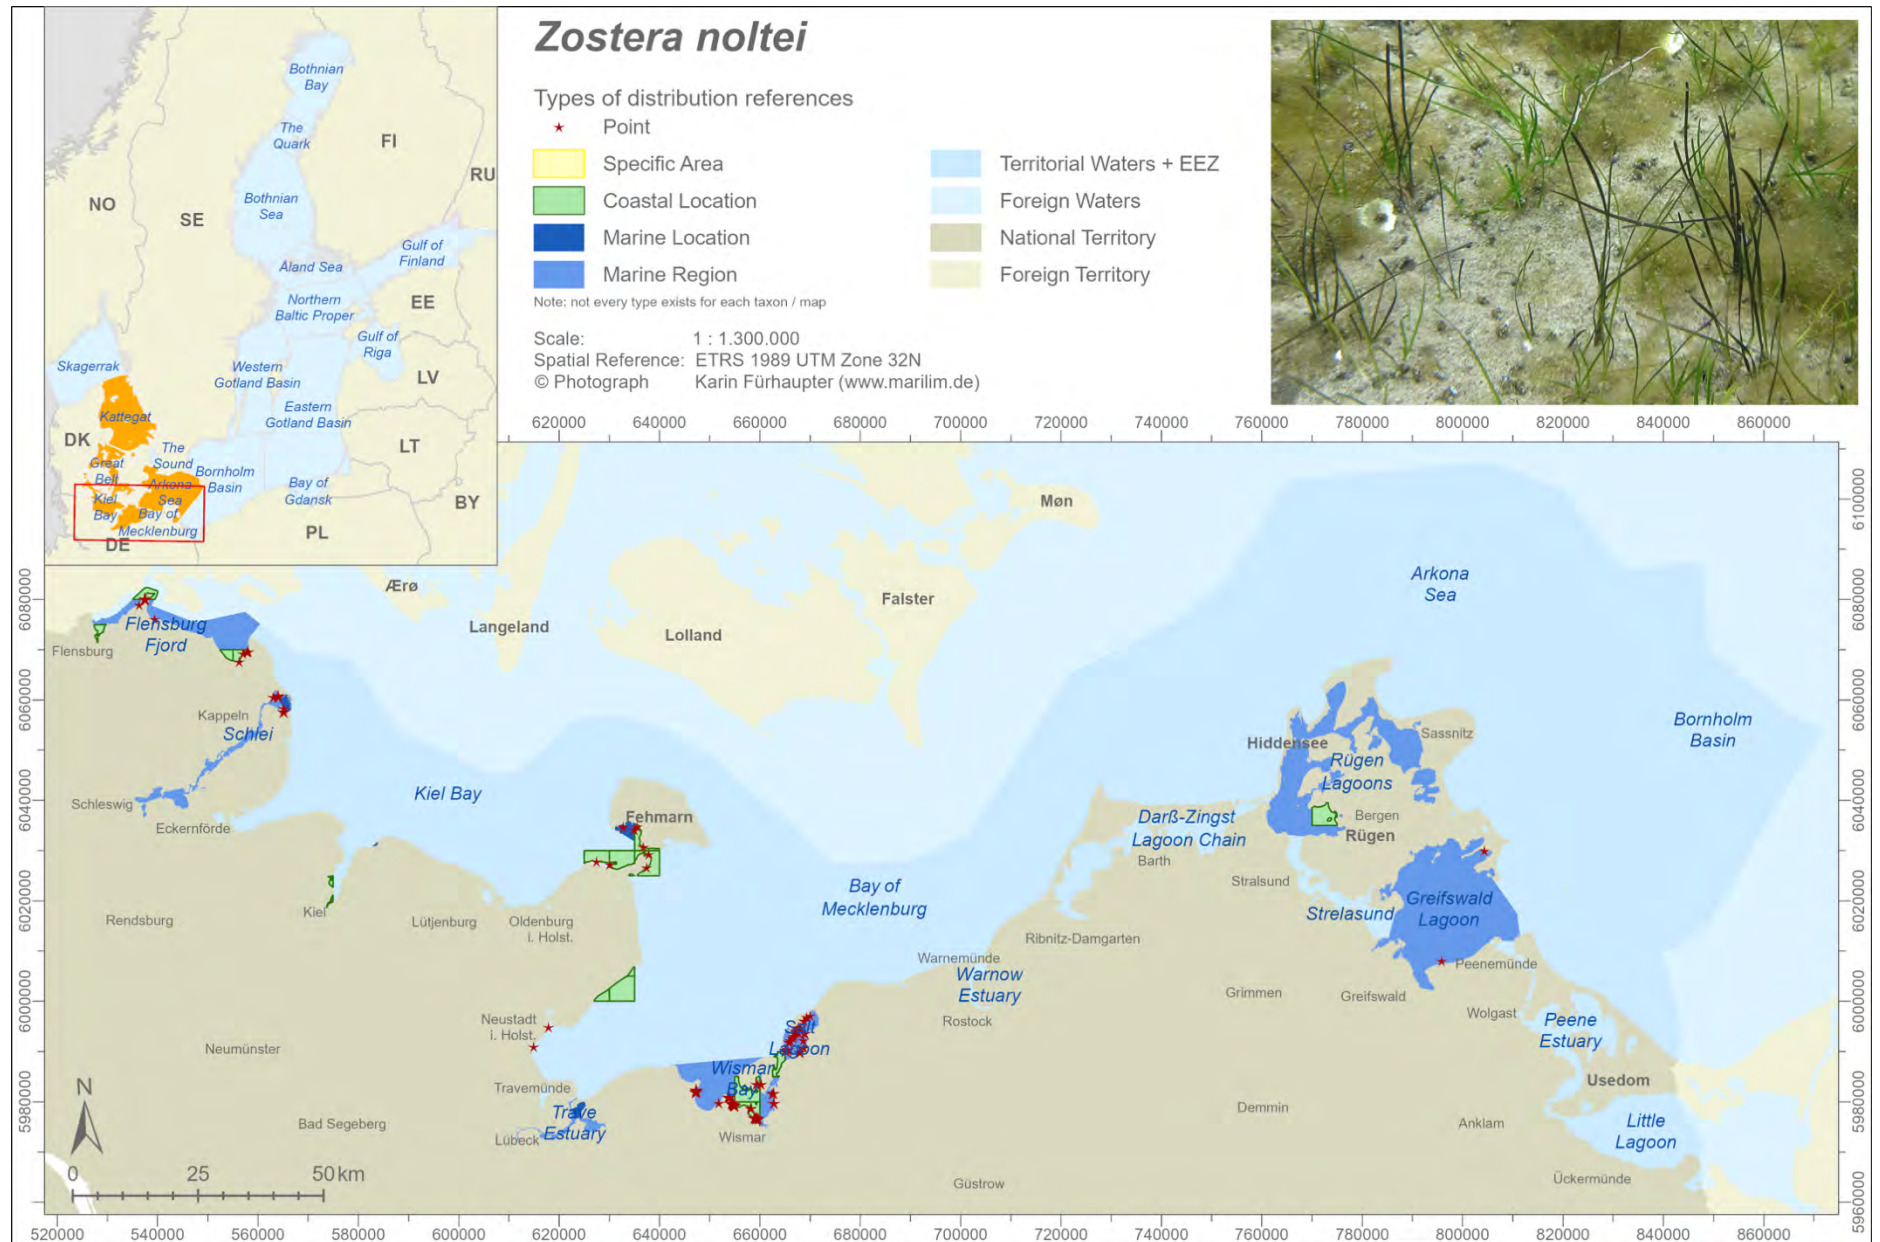 Zostera noltei
Types of distribution references
Point
Specific Area
Coastal Location
Marine Location
Marine Region
Territorial Waters + EEZ
Foreign Waters
National Territory
Foreign Territory
Note: not every type exists for each taxon / map
Scale: 1 : 1.300.000
Spatial Reference: ETRS 1989 UTM Zone 32N
© Photograph Karin Fürhaupter (www.marilim.de)
Bothnian
Bay
The
Quark
FI
RU
NO
SE
Bothnian
Sea
Gulf of
Finland
Åland Sea
Northern
Baltic Proper
EE
Gulf of
Riga
Skagerrak
Western
Gotland Basin
LV
Eastern
Gotland Basin
Kattegat
DK
The
Sound
LT
Great
Belt
Arkona
Sea
Bornholm
Basin
Bay of
Gdansk
Kiel
Bay
Bay of
Mecklenburg
BY
PL
DE
620000 640000 660000 680000 700000 720000 740000 760000 780000 800000 820000 840000 860000
6100000
6080000
6060000
6040000
6020000
6000000
5980000
5960000
Møn
Arkona
Sea
Ærø
Falster
Langeland
Lolland
Flensburg
Fjord
Flensburg
Kappeln
Schlei
Bornholm
Basin
Sassnitz
Hiddensee
Rügen
Lagoons
Kiel Bay
Schleswig
Eckernförde
Fehmarn
Darß-Zingst
Lagoon Chain
Bergen
Rügen
Barth
Stralsund
Bay of
Mecklenburg
Greifswald
Lagoon
Strelasund
Rendsburg
Kiel
Lütjenburg
Oldenburg
i. Holst.
Ribnitz-Damgarten
Warnemünde
Warnow
Estuary
Peenemünde
Grimmen
Greifswald
Wolgast
Neustadt
i. Holst.
Rostock
Peene
Estuary
Salt
Lagoon
Neumünster
Wismar
Bay
Usedom
Travemünde
Trave
Estuary
Demmin
Anklam
Little
Lagoon
Bad Segeberg
Lübeck
Wismar
Güstrow
Ückermünde
N
0 25 50 km
6080000
6060000
6040000
6020000
6000000
5980000
520000 540000 560000 580000 600000 620000 640000 660000 680000 700000 720000 740000 760000 780000 800000 820000 840000 860000